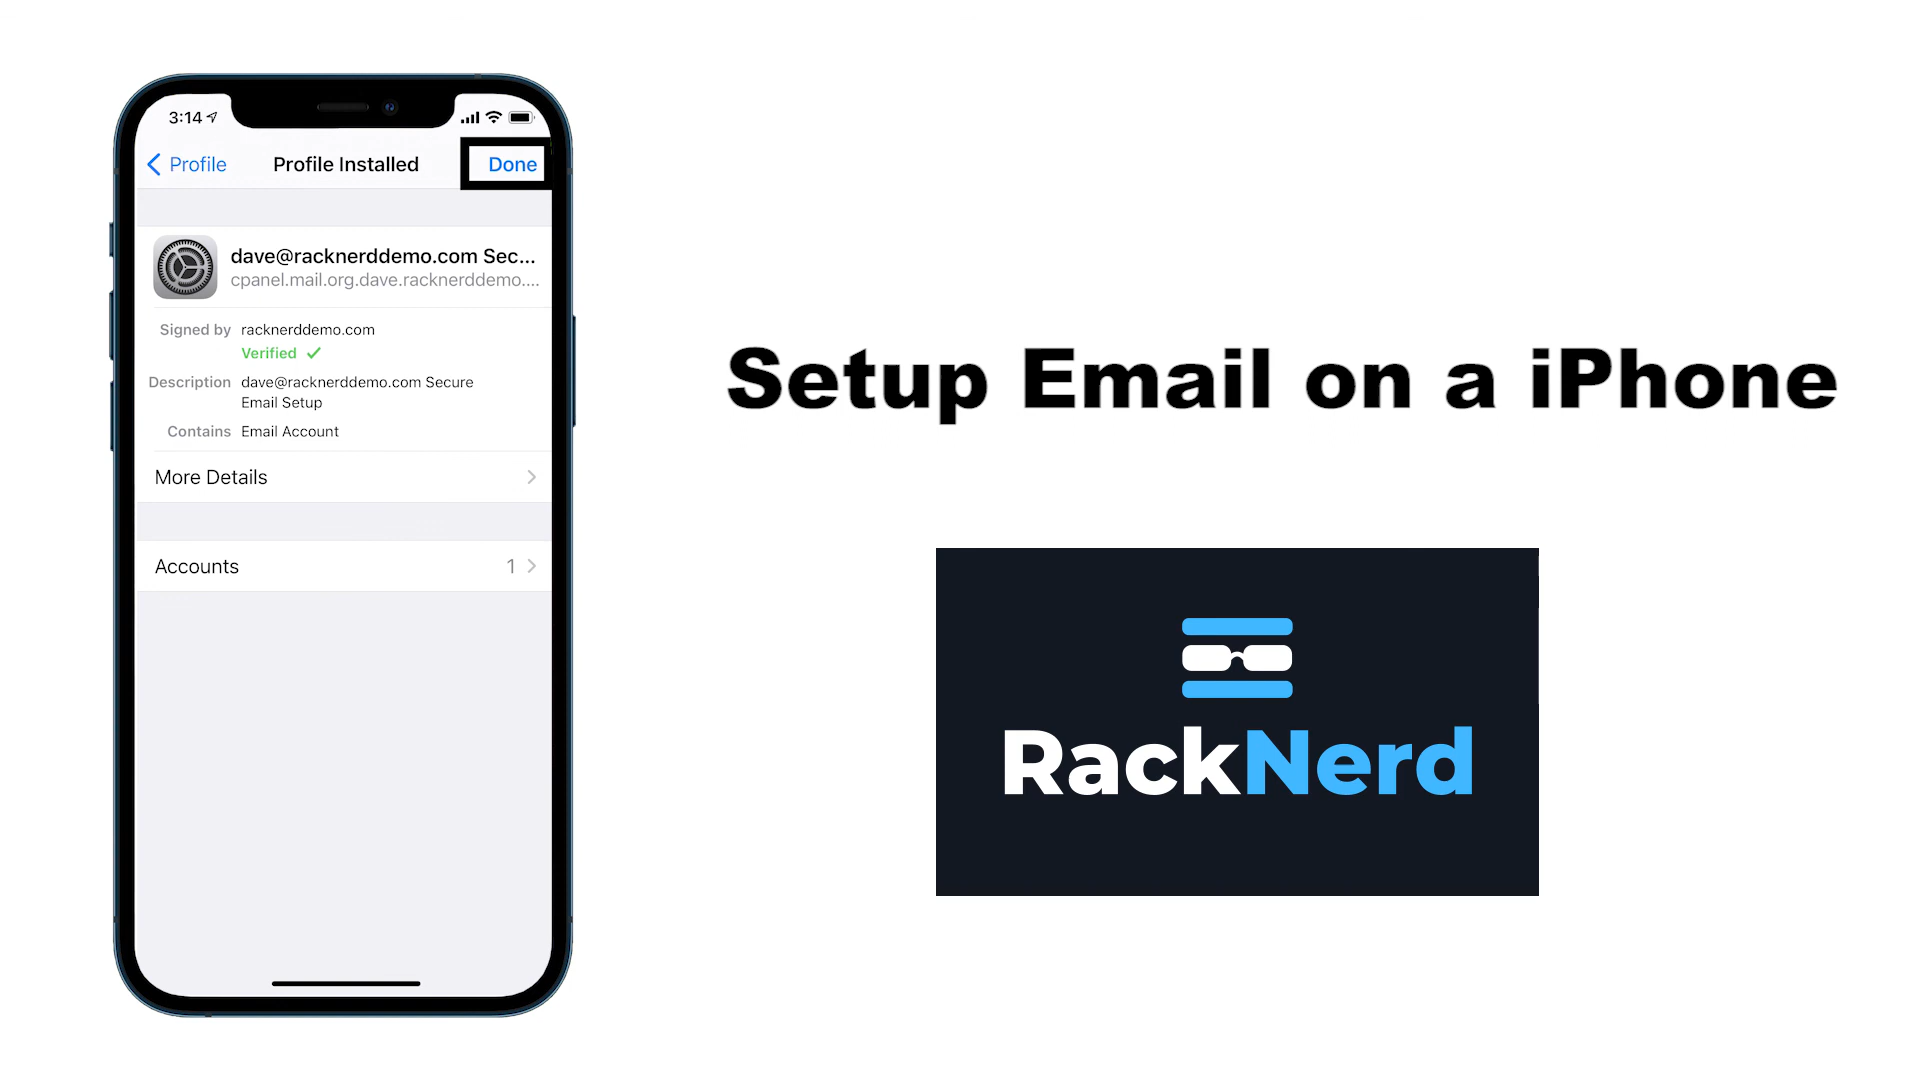 3:14
Profile
Profile Installed
Done
dave@racknerddemo.com Sec...
cpanel.mail.org.dave.racknerddemo....
Signed by racknerddemo.com
Verified ✓
Description dave@racknerddemo.com Secure
Email Setup
Contains Email Account
More Details
Accounts 1
Setup Email on a iPhone
RackNerd